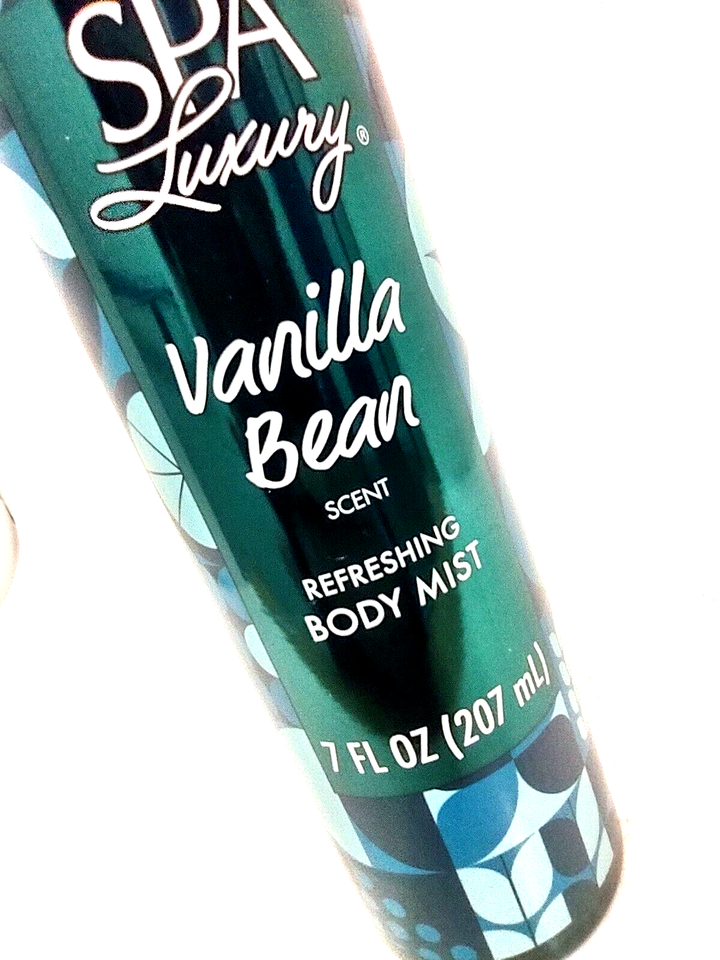 SPA
Luxury®
Vanilla
Bean
SCENT
REFRESHING
BODY MIST
7 FL OZ (207 mL)